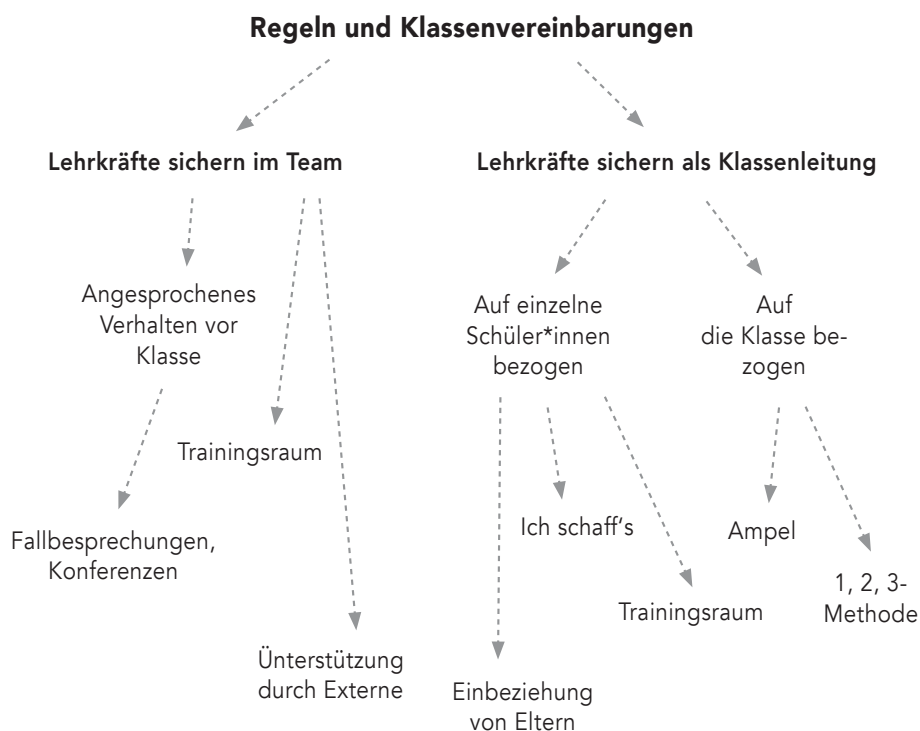 Regeln und Klassenvereinbarungen
Lehrkräfte sichern im Team
Lehrkräfte sichern als Klassenleitung
Angesprochenes
Verhalten vor
Klasse
Auf einzelne
Schüler*innen
bezogen
Auf
die Klasse be-
zogen
Trainingsraum
Fallbesprechungen,
Konferenzen
Ich schaff's
Ampel
1, 2, 3-
Methode
Trainingsraum
Ünterstützung
durch Externe
Einbeziehung
von Eltern